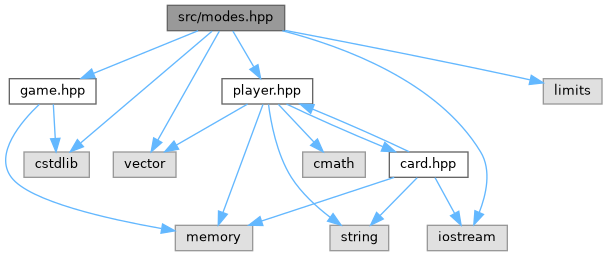 src/modes.hpp
game.hpp
player.hpp
limits
cstdlib
vector
cmath
card.hpp
memory
string
iostream